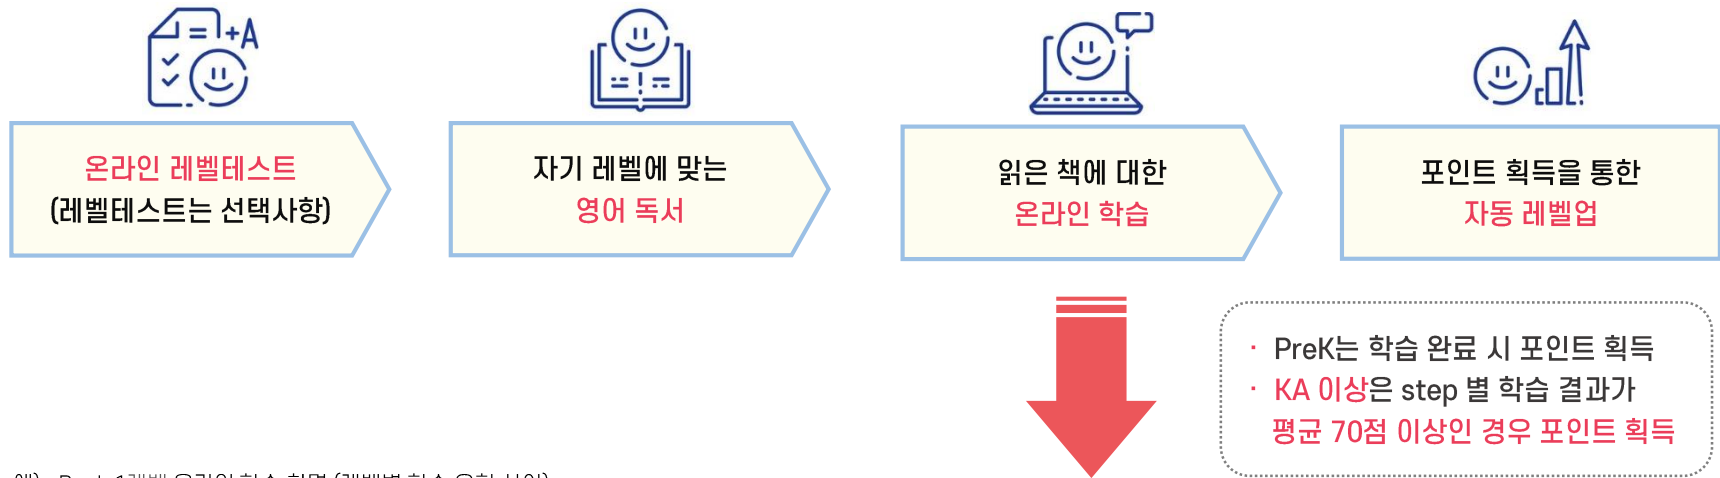 =+A
온라인 레벨테스트
(레벨테스트는 선택사항)
자기 레벨에 맞는
영어 독서
읽은 책에 대한
온라인 학습
포인트 획득을 통한
자동 레벨업
· PreK는 학습 완료 시 포인트 획득
· KA 이상은 step 별 학습 결과가
평균 70점 이상인 경우 포인트 획득